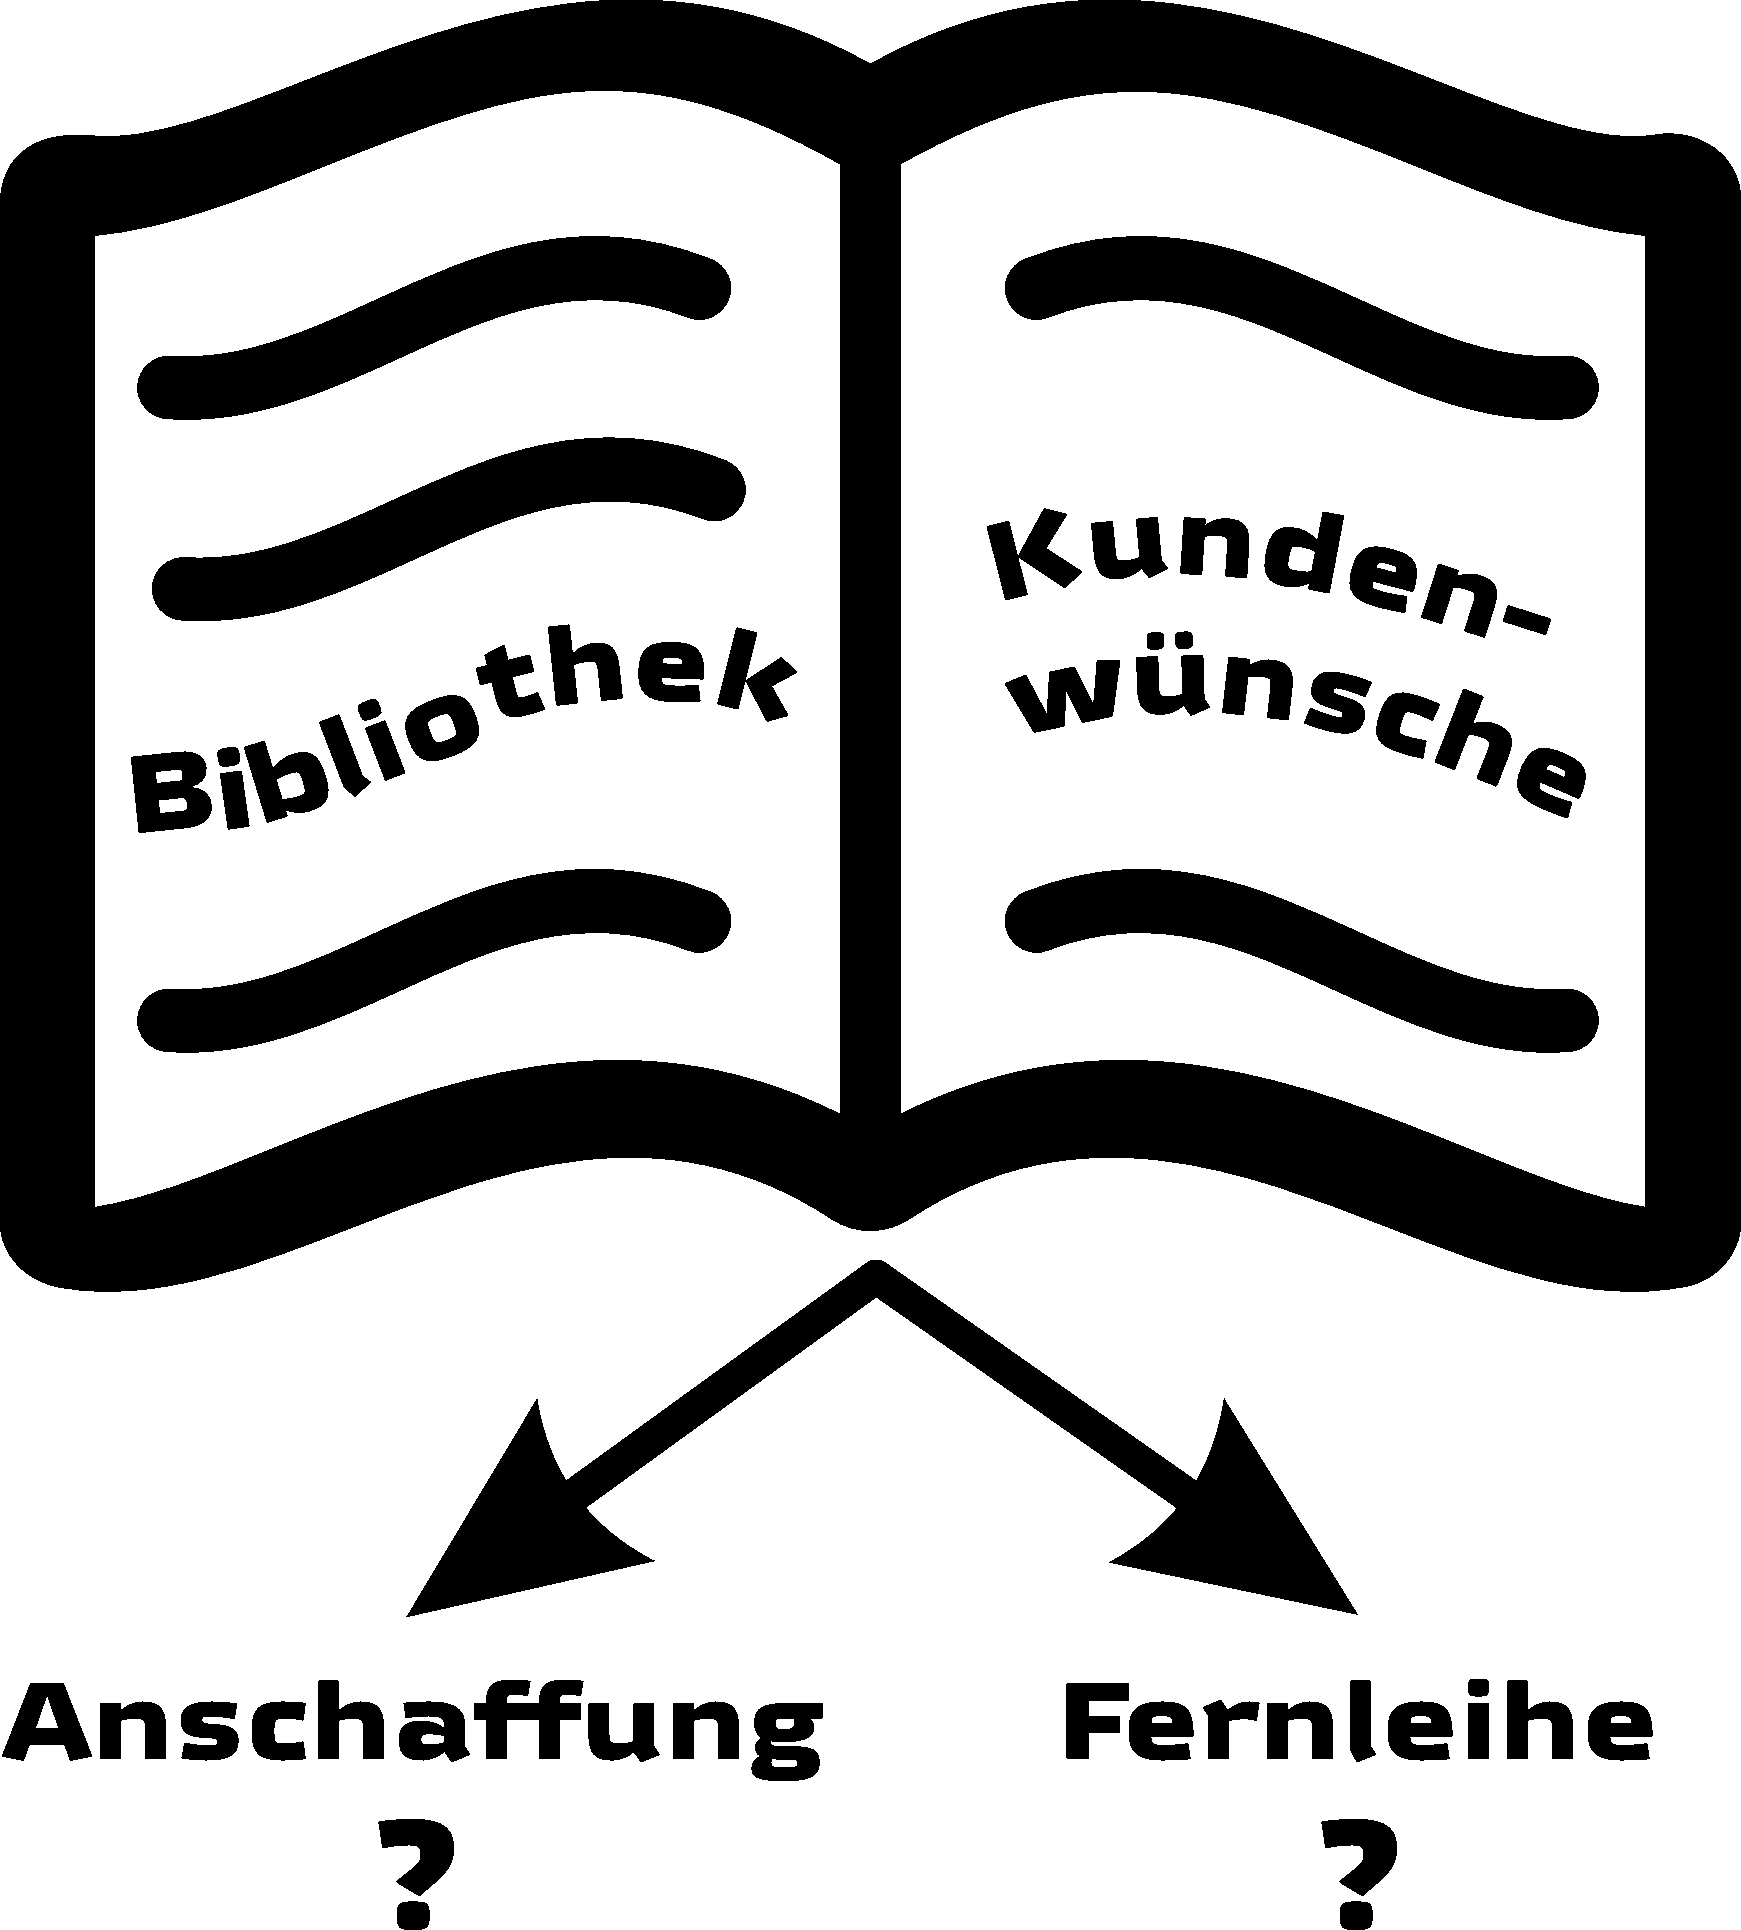 Bibliothek
Kunden-
wünsche
Anschaffung
?
Fernleihe
?